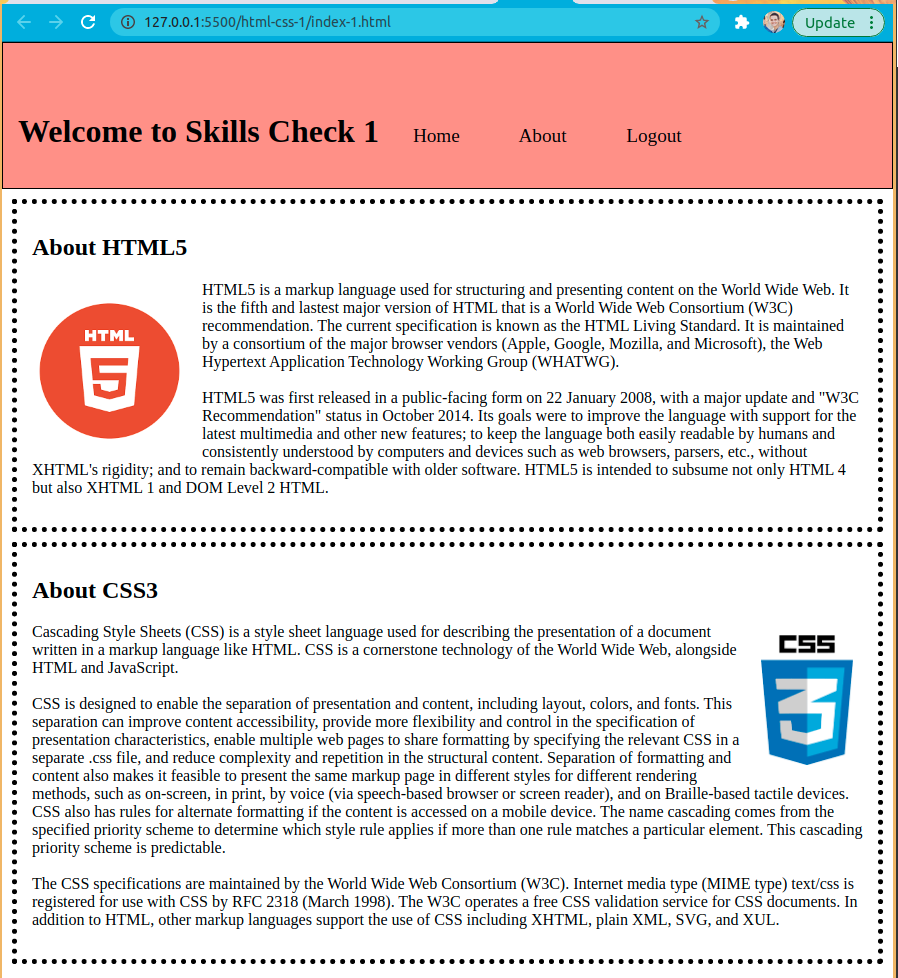 127.0.0.1:5500/html-css-1/index-1.html
Update
Welcome to Skills Check 1 Home About Logout
About HTML5
HTML
5
HTML5 is a markup language used for structuring and presenting content on the World Wide Web. It
is the fifth and lastest major version of HTML that is a World Wide Web Consortium (W3C)
recommendation. The current specification is known as the HTML Living Standard. It is maintained
by a consortium of the major browser vendors (Apple, Google, Mozilla, and Microsoft), the Web
Hypertext Application Technology Working Group (WHATWG).
HTML5 was first released in a public-facing form on 22 January 2008, with a major update and "W3C
Recommendation" status in October 2014. Its goals were to improve the language with support for the
latest multimedia and other new features; to keep the language both easily readable by humans and
consistently understood by computers and devices such as web browsers, parsers, etc., without
XHTML's rigidity; and to remain backward-compatible with older software. HTML5 is intended to subsume not only HTML 4
but also XHTML 1 and DOM Level 2 HTML.
About CSS3
CSS
3
Cascading Style Sheets (CSS) is a style sheet language used for describing the presentation of a document
written in a markup language like HTML. CSS is a cornerstone technology of the World Wide Web, alongside
HTML and JavaScript.
CSS is designed to enable the separation of presentation and content, including layout, colors, and fonts. This
separation can improve content accessibility, provide more flexibility and control in the specification of
presentation characteristics, enable multiple web pages to share formatting by specifying the relevant CSS in a
separate .css file, and reduce complexity and repetition in the structural content. Separation of formatting and
content also makes it feasible to present the same markup page in different styles for different rendering
methods, such as on-screen, in print, by voice (via speech-based browser or screen reader), and on Braille-based tactile devices.
CSS also has rules for alternate formatting if the content is accessed on a mobile device. The name cascading comes from the
specified priority scheme to determine which style rule applies if more than one rule matches a particular element. This cascading
priority scheme is predictable.
The CSS specifications are maintained by the World Wide Web Consortium (W3C). Internet media type (MIME type) text/css is
registered for use with CSS by RFC 2318 (March 1998). The W3C operates a free CSS validation service for CSS documents. In
addition to HTML, other markup languages support the use of CSS including XHTML, plain XML, SVG, and XUL.